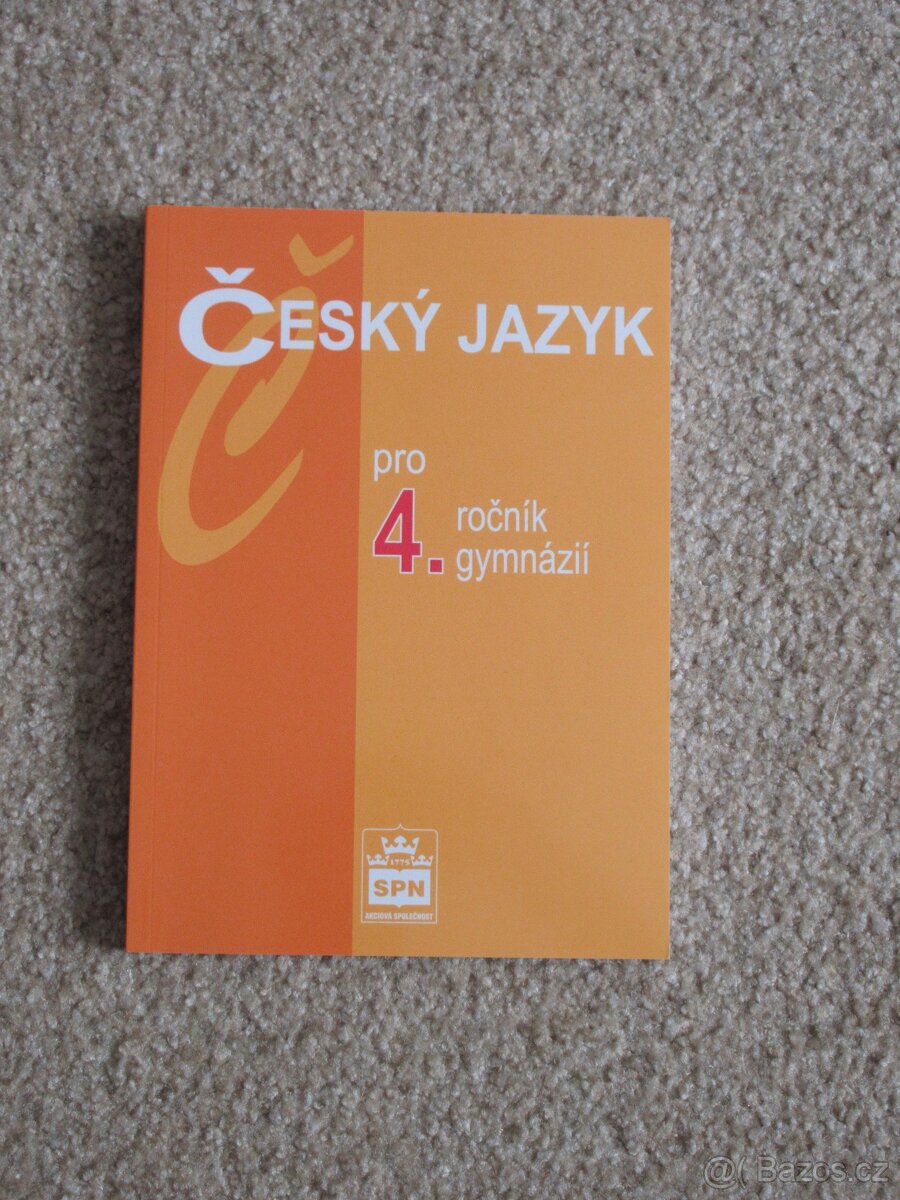 ČESKÝ JAZYK
pro
4. ročník
gymnázií
1775
SPN
AKCIOVÁ SPOLEČNOST
@( Bazos.cz